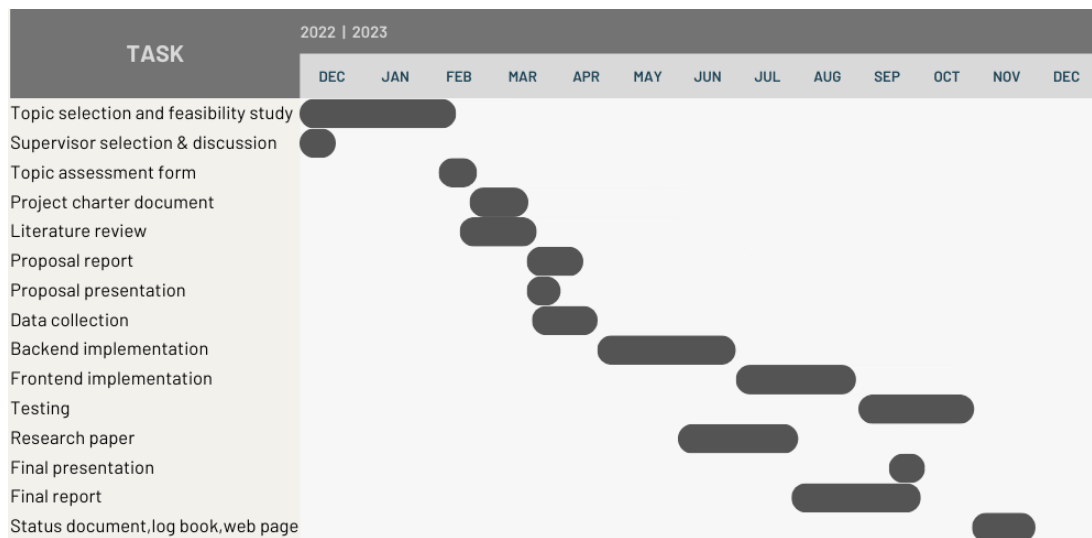 TASK
2022 | 2023
DEC JAN FEB MAR APR MAY JUN JUL AUG SEP OCT NOV DEC
Topic selection and feasibility study
Supervisor selection & discussion
Topic assessment form
Project charter document
Literature review
Proposal report
Proposal presentation
Data collection
Backend implementation
Frontend implementation
Testing
Research paper
Final presentation
Final report
Status document,log book,web page